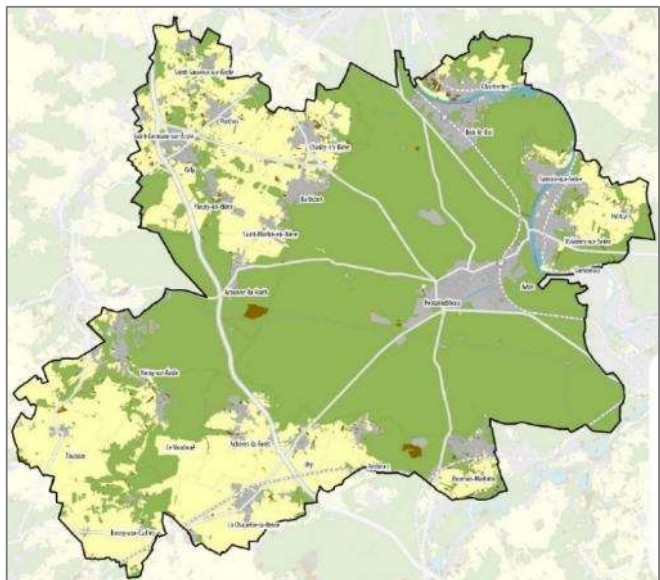 Saint-Sauveur-sur-École
Perthes
Saint-Germain-sur-École
Cély
Chailly-en-Bière
Fleury-en-Bière
Barbizon
Saint-Martin-en-Bière
Chartrettes
Bois-le-Roi
Samois-sur-Seine
Héricy
Vulaines-sur-Seine
Samoreau
Avon
Fontainebleau
Arbonne-la-Forêt
Noisy-sur-École
Le Vaudoué
Achères-la-Forêt
Tousson
Ury
Recloses
Bourron-Marlotte
La Chapelle-la-Reine
Boissy-aux-Cailles